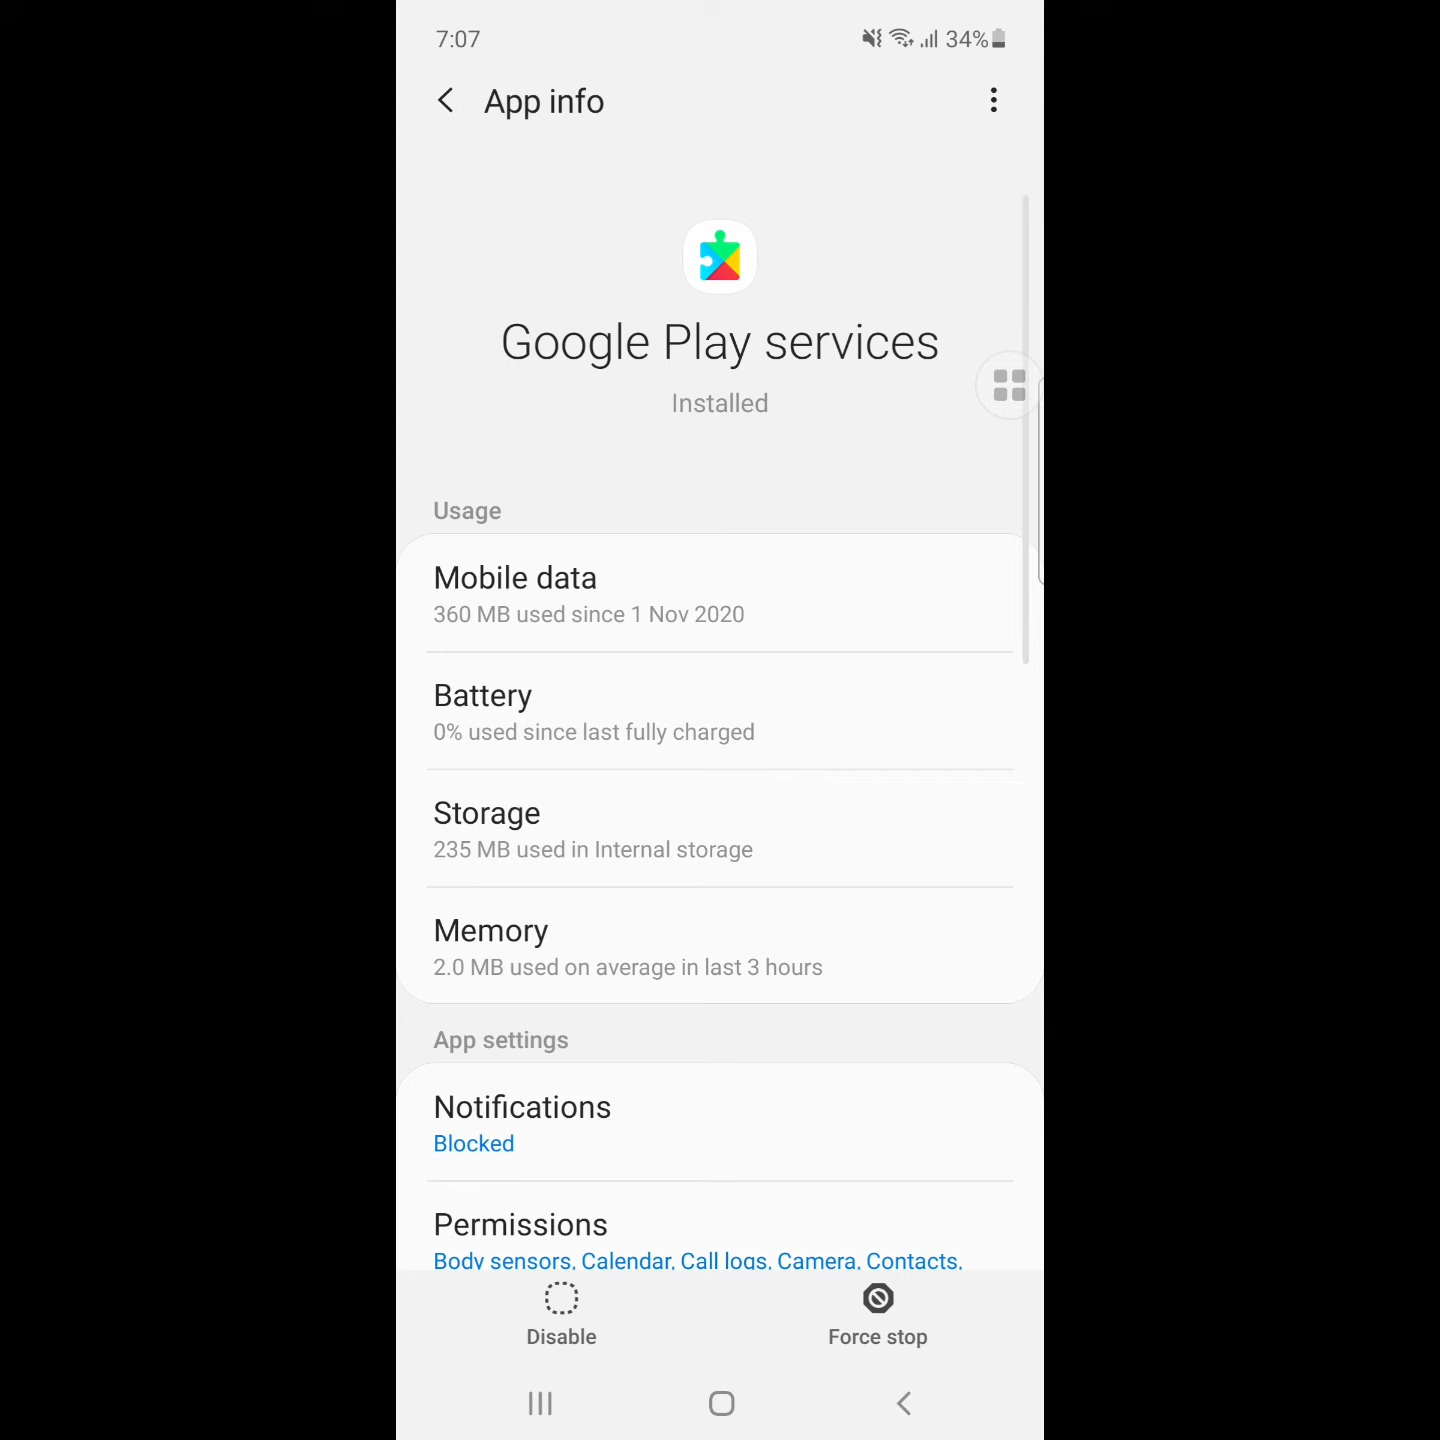 7:07 34%
App info
Google Play services
Installed
Usage
Mobile data
360 MB used since 1 Nov 2020
Battery
0% used since last fully charged
Storage
235 MB used in Internal storage
Memory
2.0 MB used on average in last 3 hours
App settings
Notifications
Blocked
Permissions
Body sensors, Calendar, Call logs, Camera, Contacts,
Disable Force stop